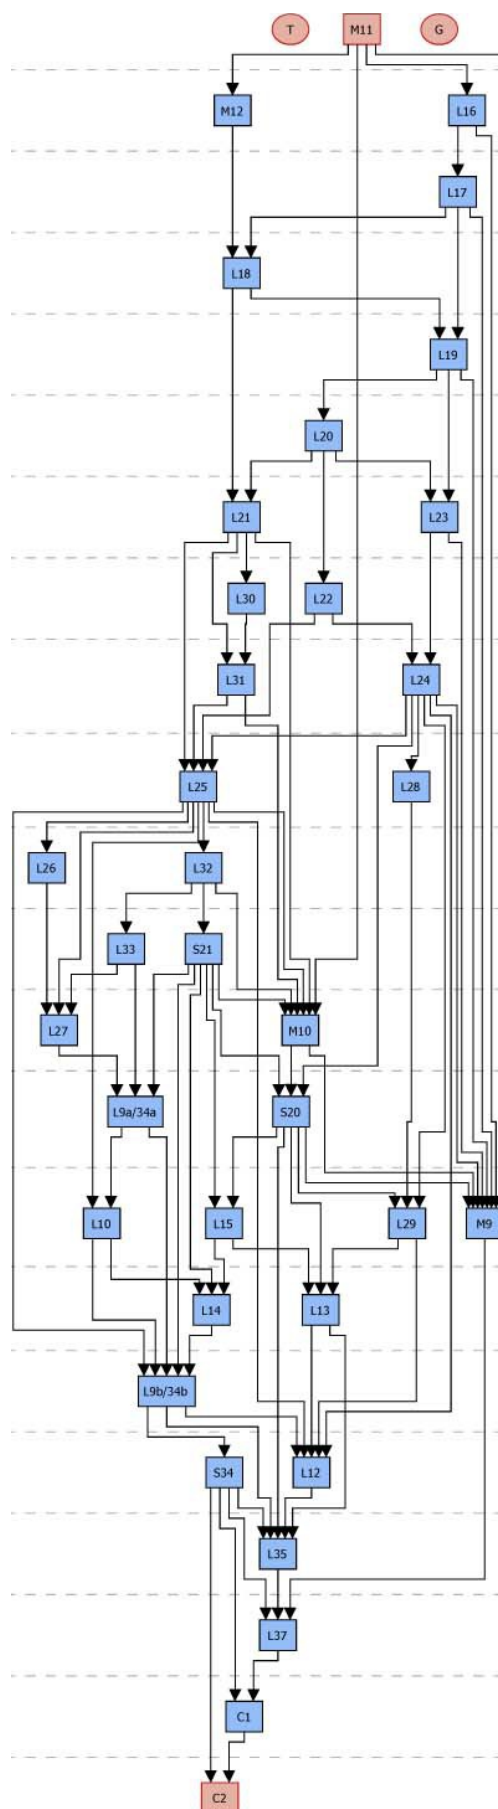 T M11 G
M12 L16
L17
L18
L19
L20
L21 L23
L30 L22
L31 L24
L25 L28
L26 L32
L33 S21
L27 M10
L9a/34a S20
L10 L15 L29 M9
L14 L13
L9b/34b
S34 L12
L35
L37
C1
C2